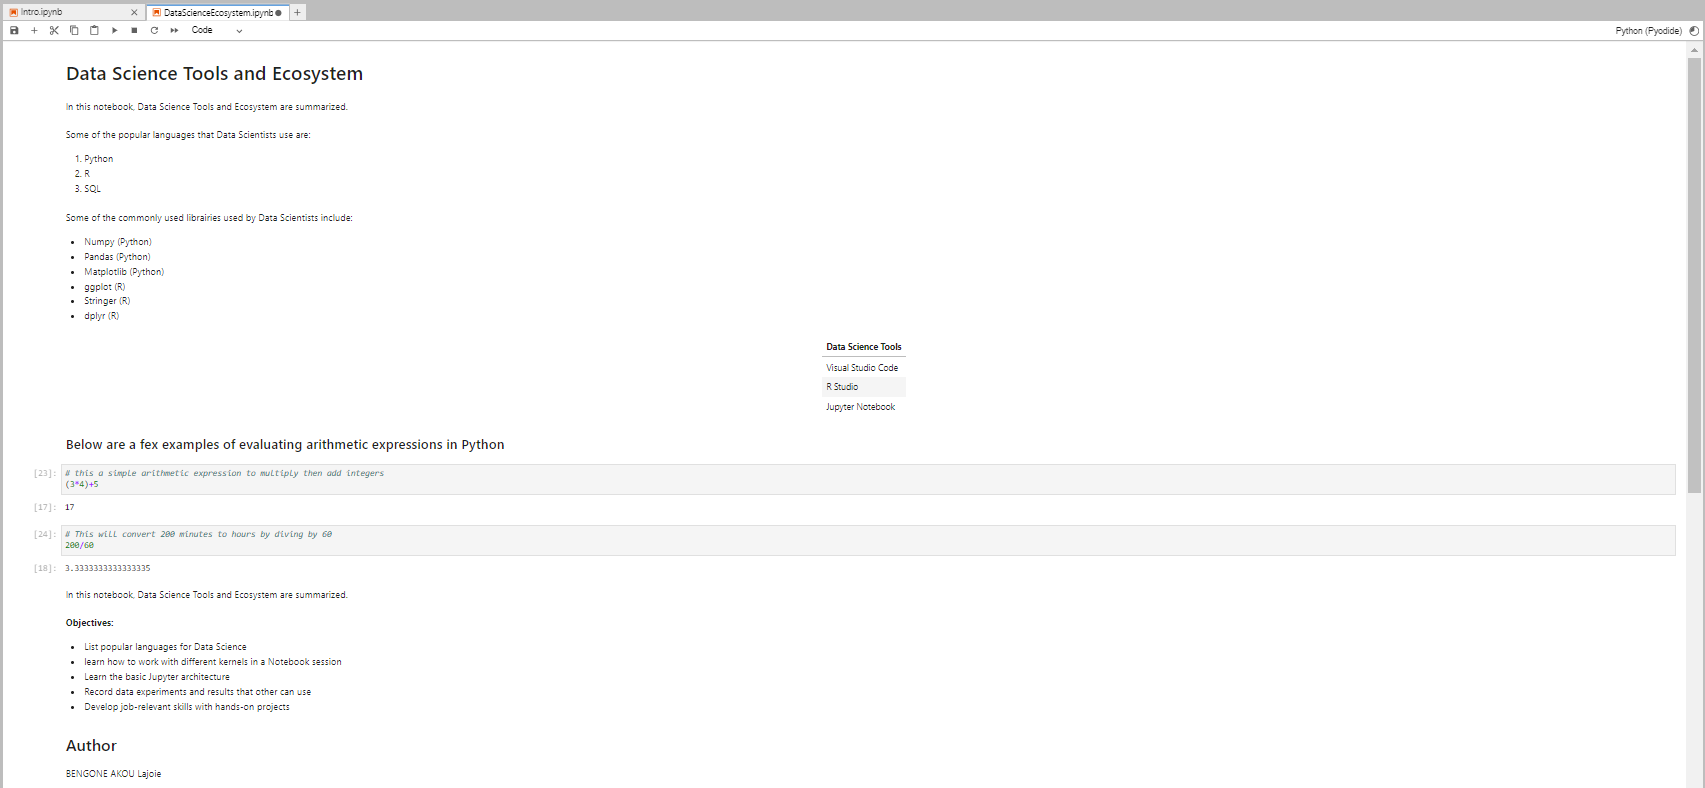 Intro.ipynb
DataScienceEcosystem.ipynb
Code
Python (Pyodide)
Data Science Tools and Ecosystem
In this notebook, Data Science Tools and Ecosystem are summarized.
Some of the popular languages that Data Scientists use are:
1. Python
2. R
3. SQL
Some of the commonly used librairies used by Data Scientists include:
• Numpy (Python)
• Pandas (Python)
• Matplotlib (Python)
• ggplot (R)
• Stringer (R)
• dplyr (R)
Data Science Tools
Visual Studio Code
R Studio
Jupyter Notebook
Below are a fex examples of evaluating arithmetic expressions in Python
[23]: # this a simple arithmetic expression to multiply then add integers
(3*4)+5
[17]: 17
[24]: # This will convert 200 minutes to hours by diving by 60
200/60
[18]: 3.3333333333333335
In this notebook, Data Science Tools and Ecosystem are summarized.
Objectives:
• List popular languages for Data Science
• learn how to work with different kernels in a Notebook session
• Learn the basic Jupyter architecture
• Record data experiments and results that other can use
• Develop job-relevant skills with hands-on projects
Author
BENGONE AKOU Lajoie